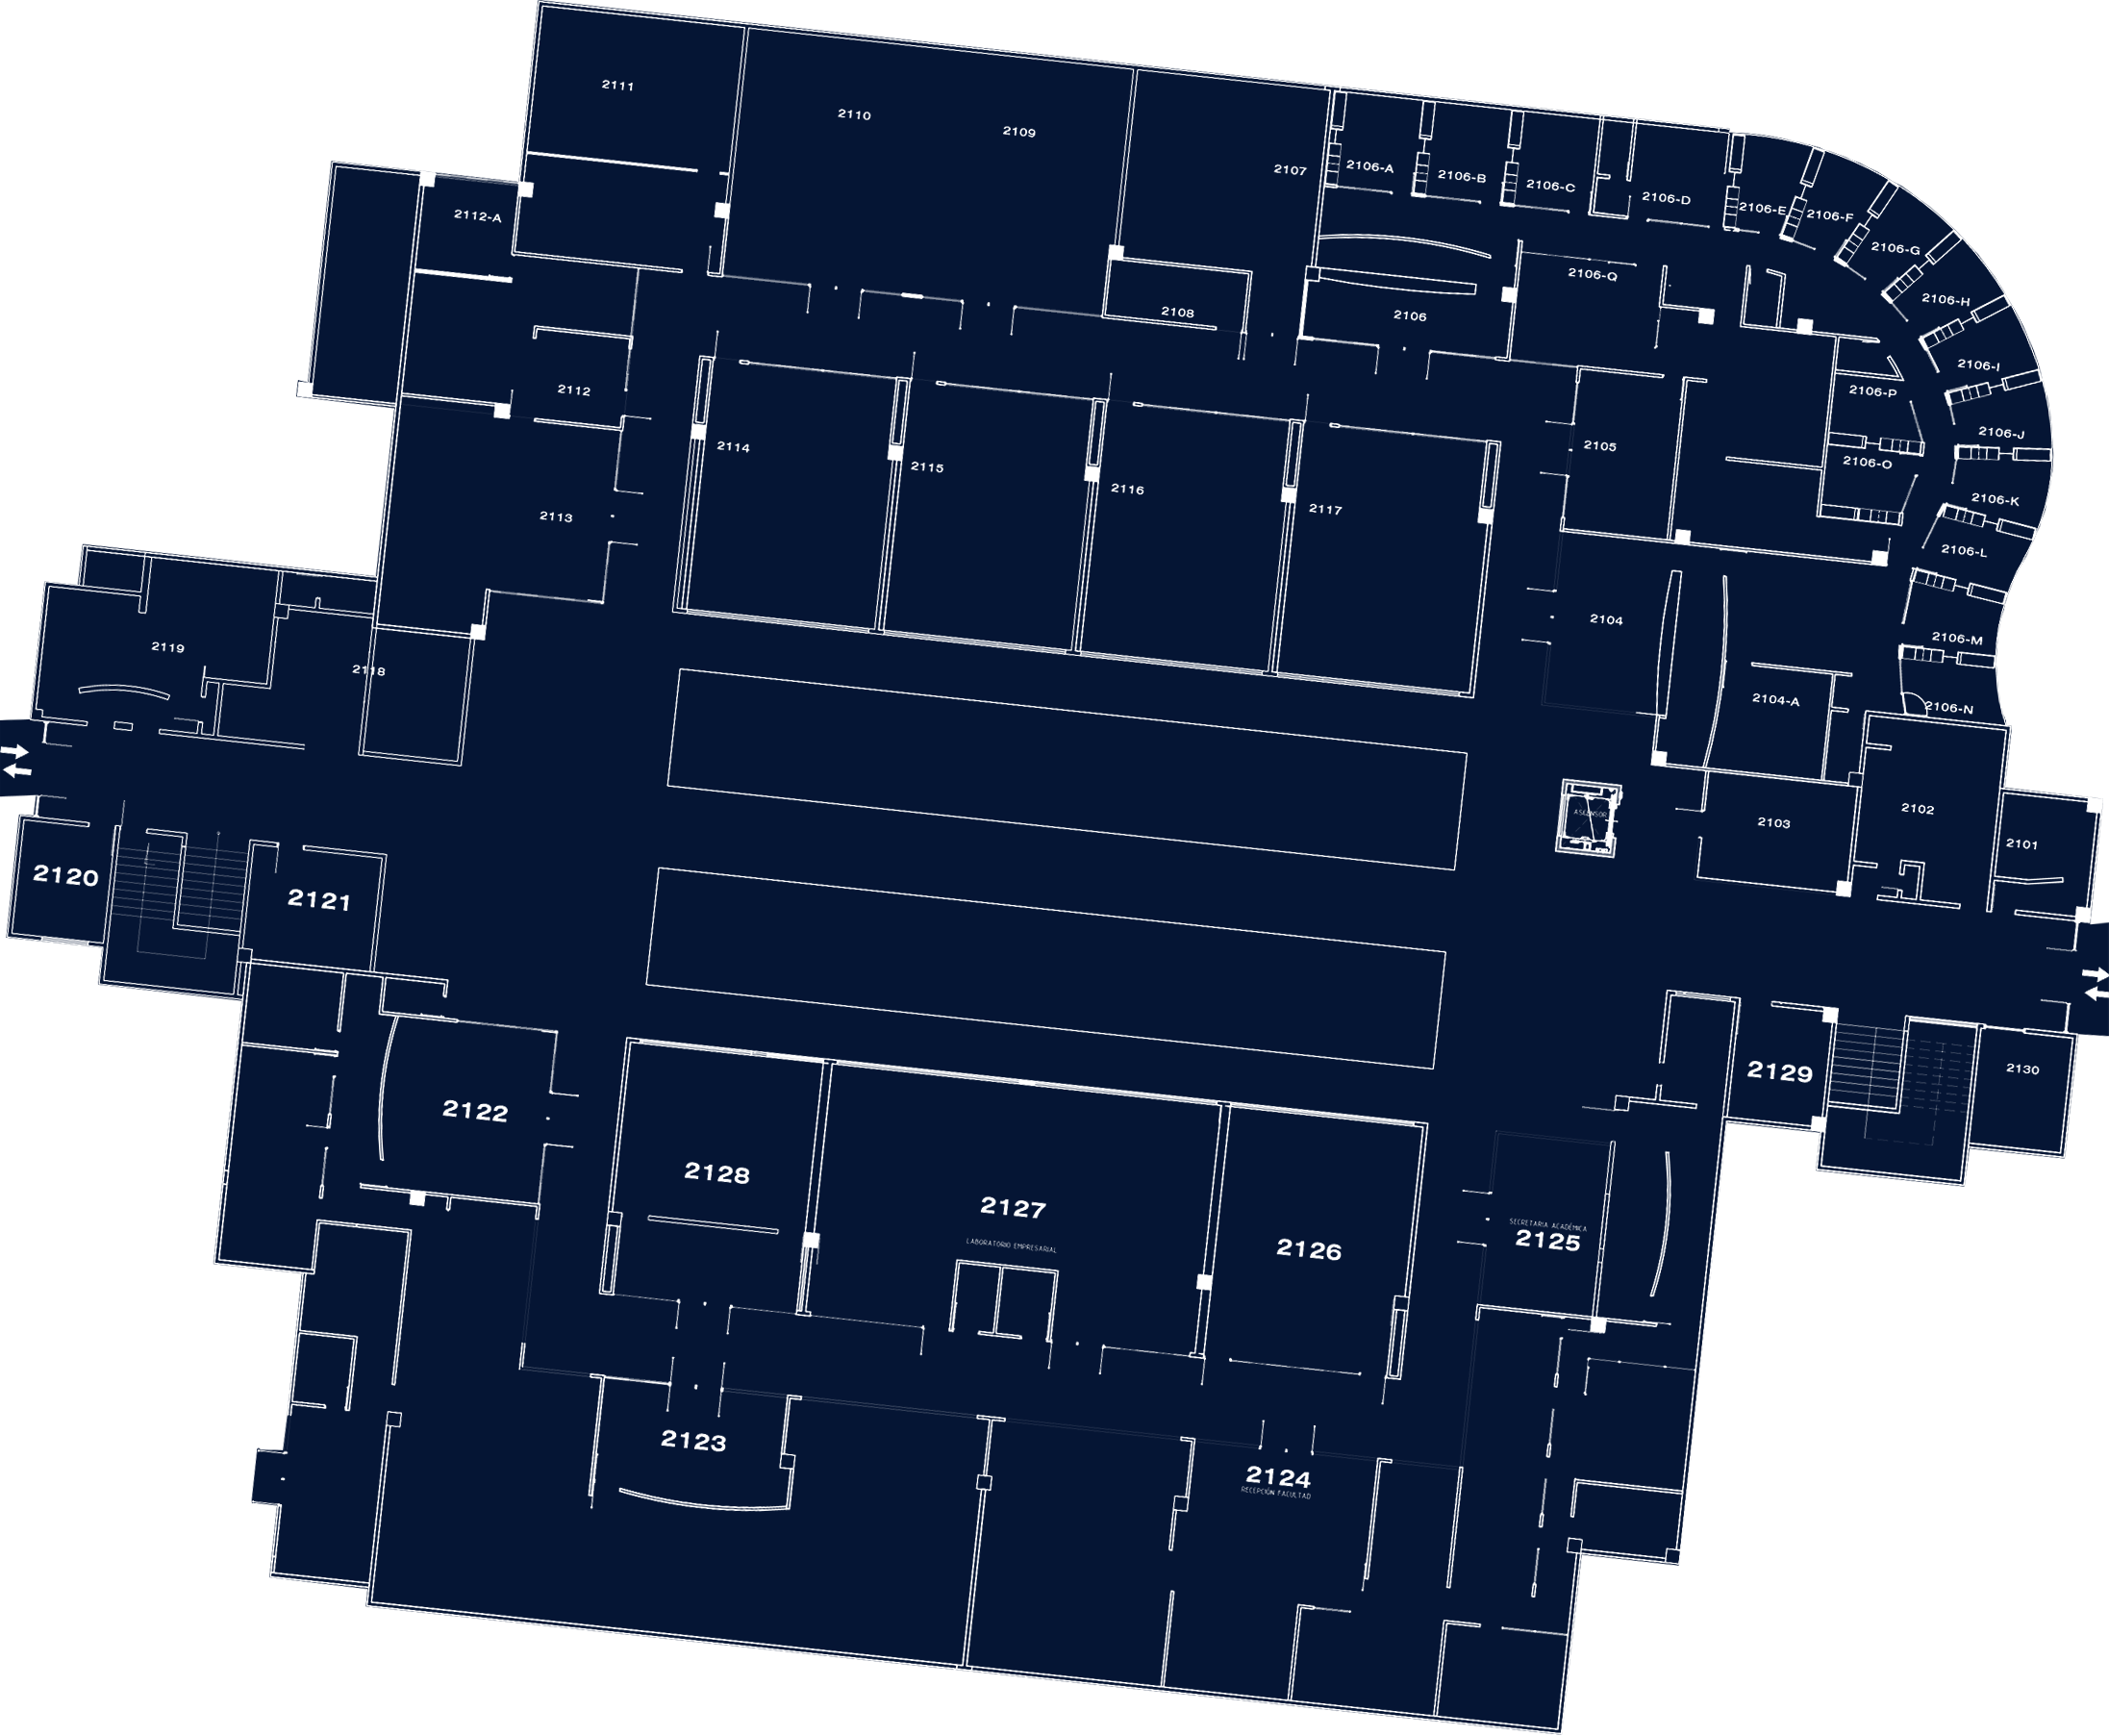 2111
2110
2109
2107
2106-A
2106-B
2106-C
2106-D
2106-E
2106-F
2106-G
2112-A
2106-Q
2106-H
2108
2106
2106-I
2112
2106-P
2114
2105
2106-J
2115
2106-O
2116
2106-K
2113
2117
2106-L
2104
2119
2106-M
2118
2104-A
2106-N
2102
ASCENSOR
2103
2101
2120
2121
2129
2130
2122
2128
2127
LABORATORIO EMPRESARIAL
2126
SECRETARIA ACADÉMICA
2125
2123
2124
RECEPCIÓN FACULTAD